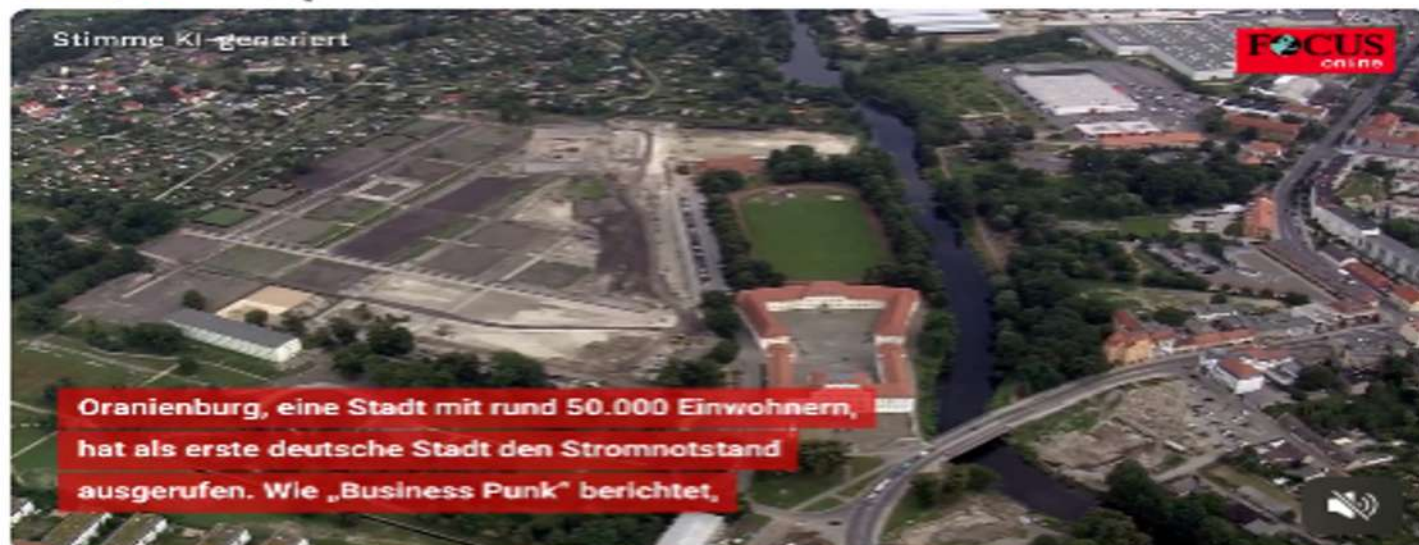 Stimme KI-generiert
FOCUS
online
Oranienburg, eine Stadt mit rund 50.000 Einwohnern,
hat als erste deutsche Stadt den Stromnotstand
ausgerufen. Wie „Business Punk“ berichtet,